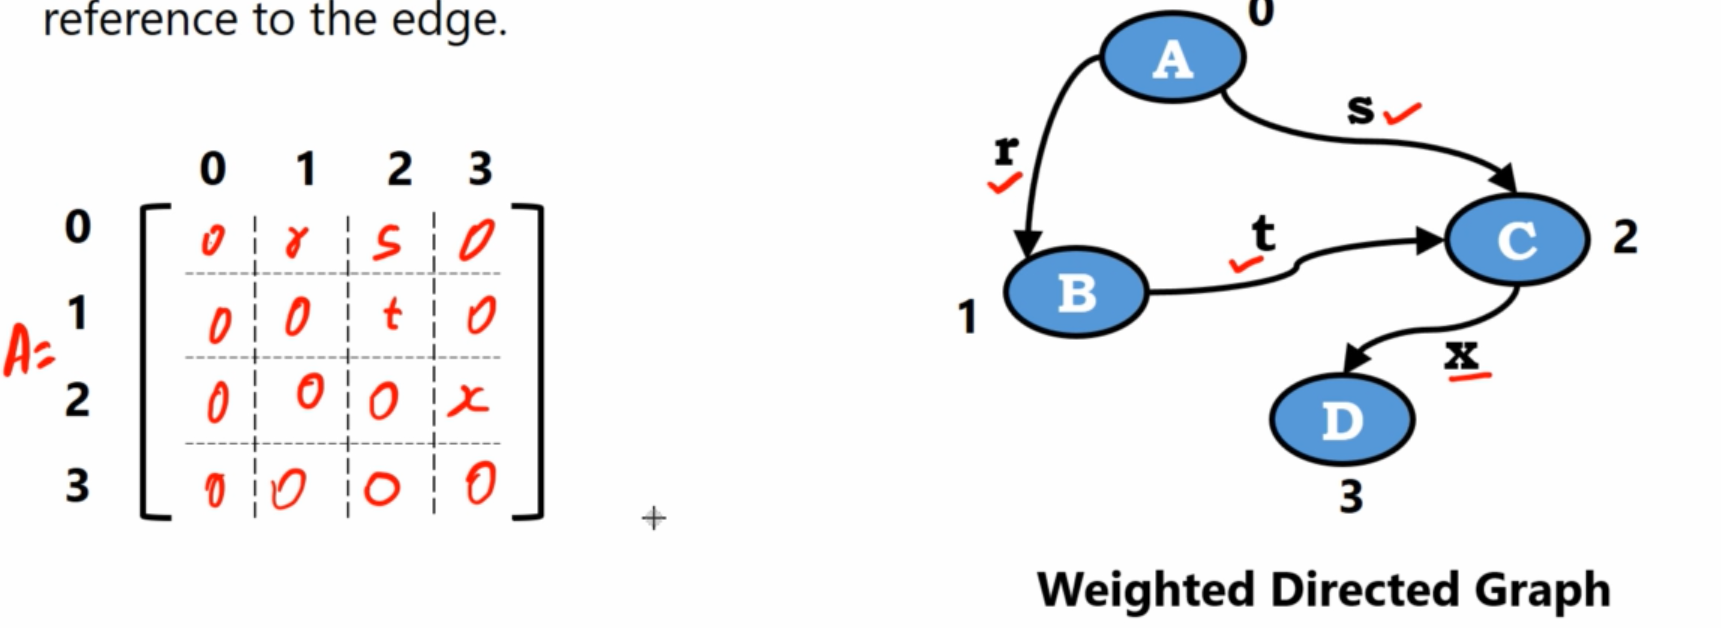 reference to the edge.
0 1 2 3
0 0 r s 0
1 0 0 t 0
A=
2 0 0 0 x
3 0 0 0 0
A
0
s
r
t
C
2
B
1
x
D
3
Weighted Directed Graph